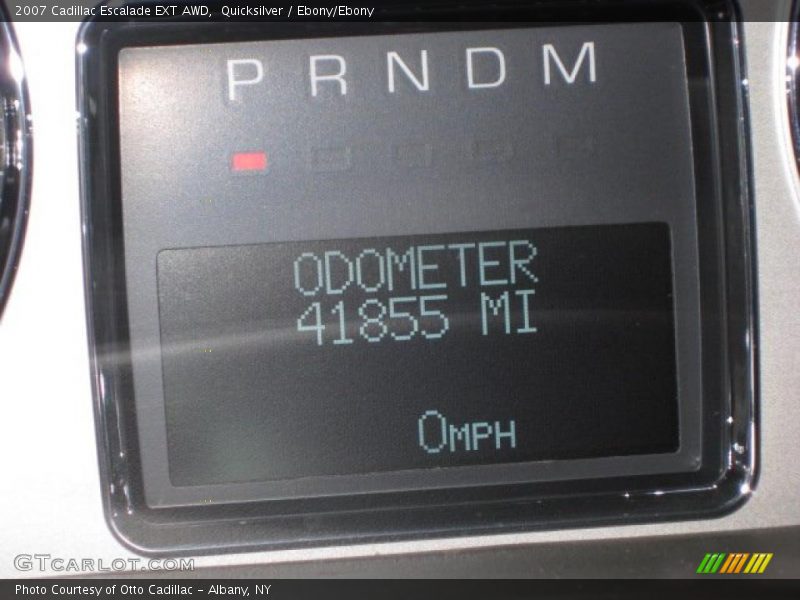 2007 Cadillac Escalade EXT AWD,  Quicksilver / Ebony/Ebony
P R N D M
ODOMETER
41855 MI
0MPH
GTCARLOT.COM
Photo Courtesy of Otto Cadillac - Albany, NY